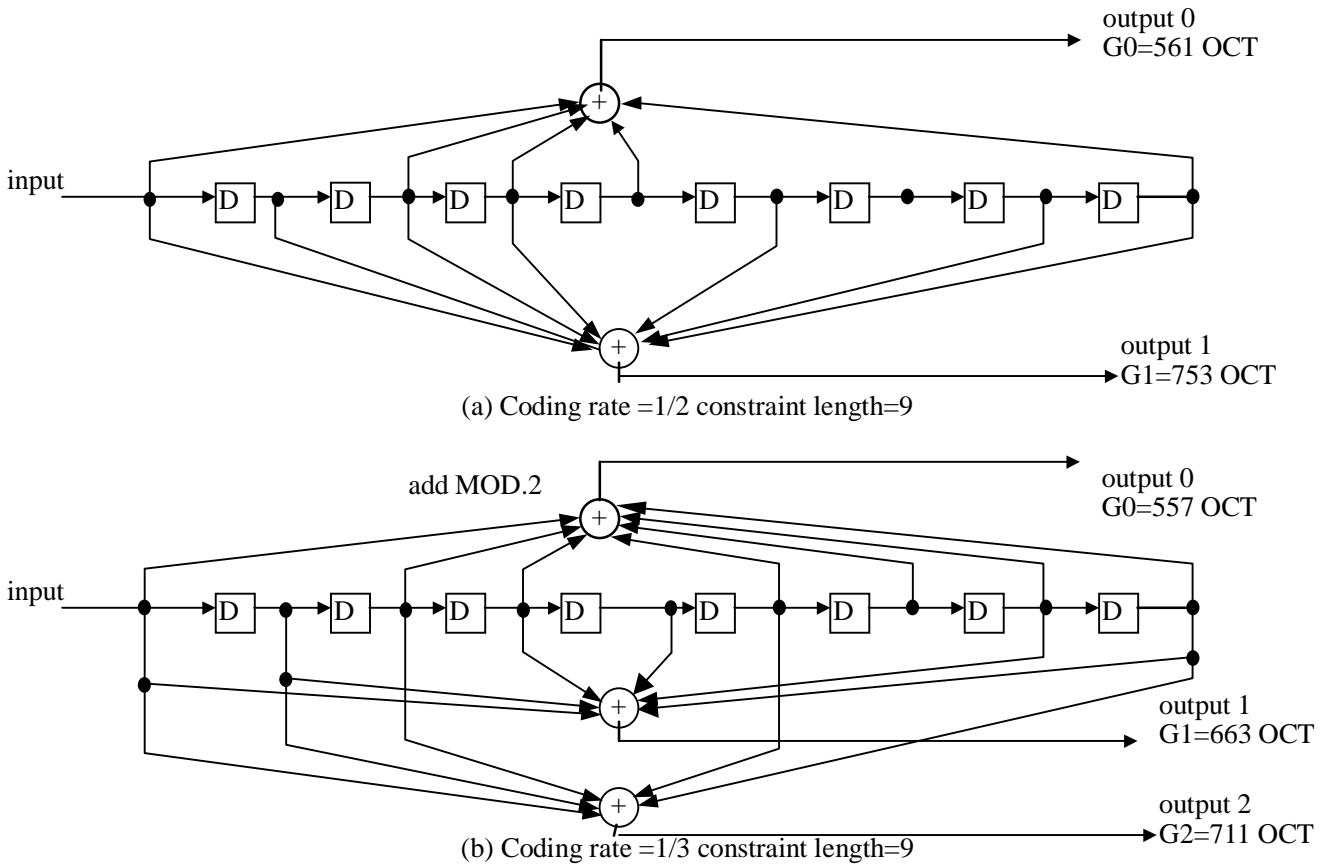 output 0
G0=561 OCT
+
input
D D D D D D D D
+
output 1
G1=753 OCT
(a) Coding rate =1/2 constraint length=9
add MOD.2
output 0
G0=557 OCT
+
input
D D D D D D D D
+
output 1
G1=663 OCT
+
output 2
G2=711 OCT
(b) Coding rate =1/3 constraint length=9